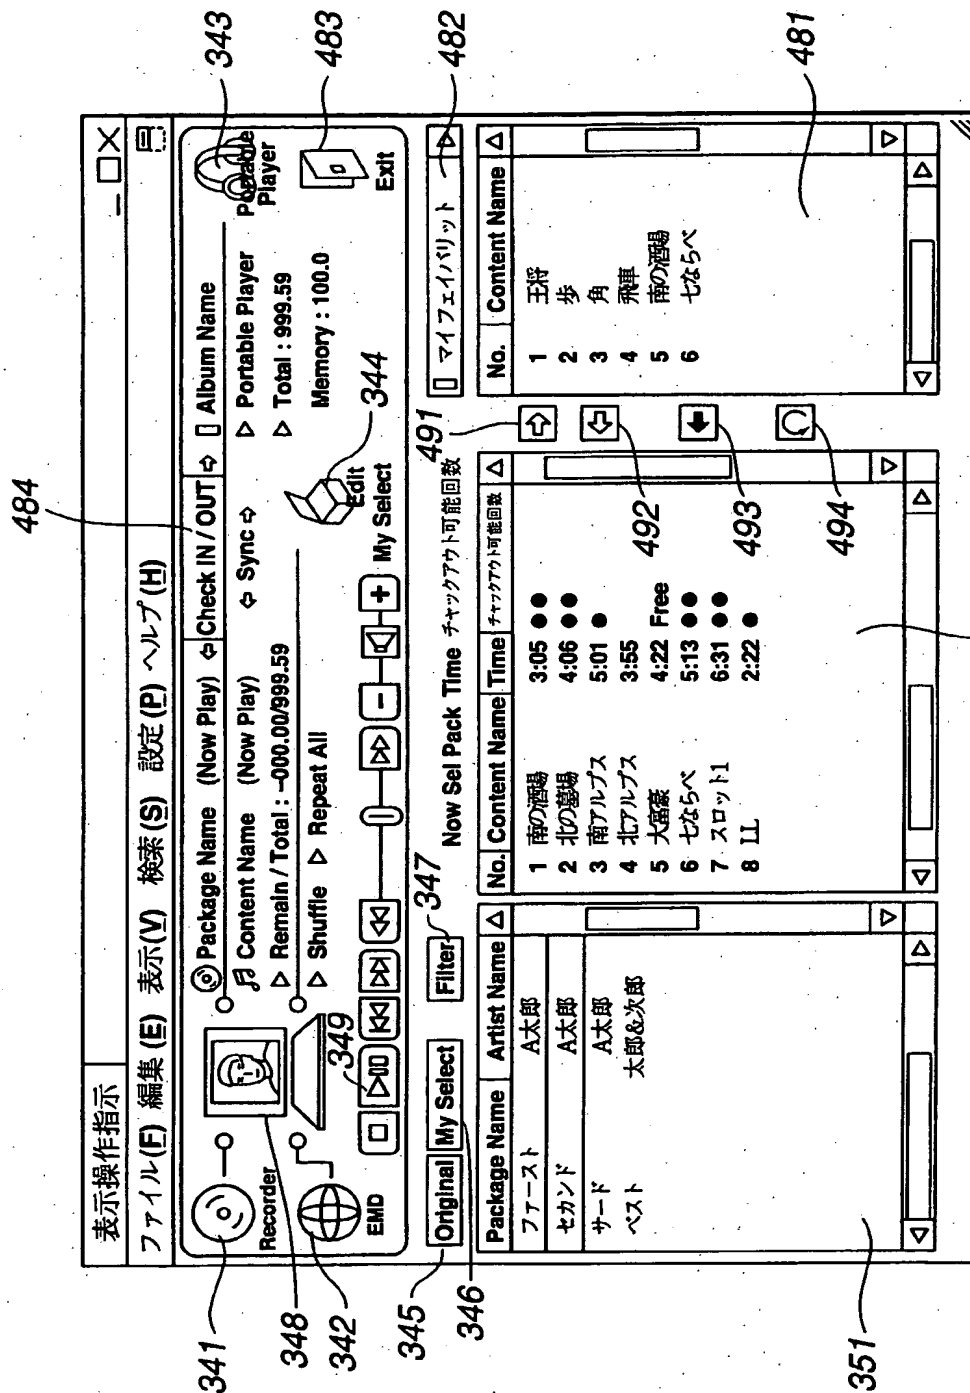 484
表示操作指示
ファイル(F) 編集(E) 表示(V) 検索(S) 設定(P) ヘルプ(H)
341
Recorder
348
342
EMD
Package Name (Now Play)
Check IN / OUT
Album Name
343
Portable Player
Content Name (Now Play)
Sync
Portable Player
Remain / Total : –000.00/999.59
Total : 999.59
Shuffle
Repeat All
Memory : 100.0
344
Edit
483
Exit
349
− +
My Select
345
Original
My Select
346
Filter
347
Now Sel Pack Time チャックアウト可能回数
491
マイフェイバリット
482
Package Name Artist Name
ファースト A太郎
セカンド A太郎
サード A太郎
ベスト 太郎&次郎
351
No. Content Name Time チャックアウト可能回数
1 南の酒場 3:05 ●●
2 北の墓場 4:06 ●●
3 南アルプス 5:01 ●
4 北アルプス 3:55
5 大富豪 4:22 Free
6 七ならべ 5:13 ●●
7 スロット1 6:31 ●●
8 LL 2:22 ●
492
493
494
No. Content Name
1 王将
2 歩
3 角
4 飛車
5 南の酒場
6 七ならべ
481